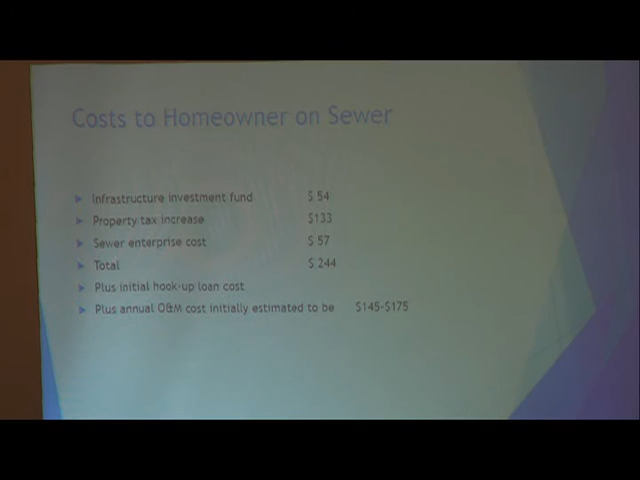 Costs to Homeowner on Sewer
Infrastructure investment fund $ 54
Property tax increase $133
Sewer enterprise cost $ 57
Total $ 244
Plus initial hook-up loan cost
Plus annual O&M cost initially estimated to be $145-$175